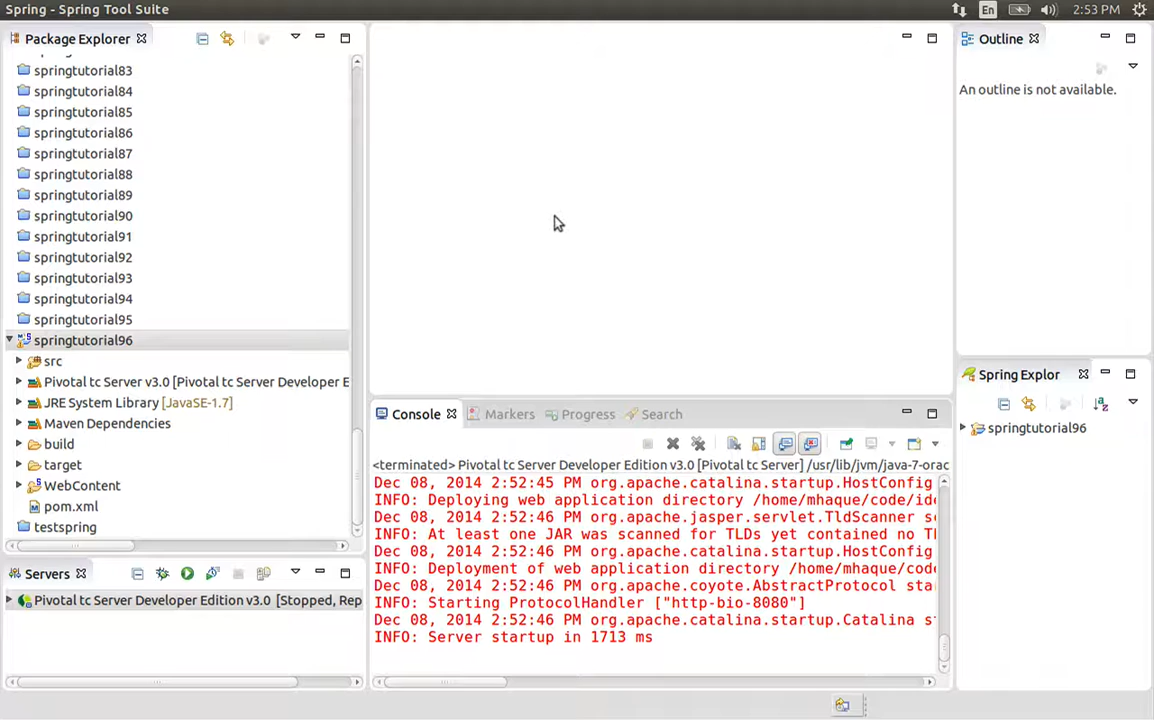 Spring - Spring Tool Suite
En
2:53 PM
Package Explorer
springtutorial83
springtutorial84
springtutorial85
springtutorial86
springtutorial87
springtutorial88
springtutorial89
springtutorial90
springtutorial91
springtutorial92
springtutorial93
springtutorial94
springtutorial95
springtutorial96
src
Pivotal tc Server v3.0 [Pivotal tc Server Developer E
JRE System Library [JavaSE-1.7]
Maven Dependencies
build
target
WebContent
pom.xml
testspring
Servers
Pivotal tc Server Developer Edition v3.0 [Stopped, Rep
Console Markers Progress Search
<terminated> Pivotal tc Server Developer Edition v3.0 [Pivotal tc Server] /usr/lib/jvm/java-7-orac
Dec 08, 2014 2:52:45 PM org.apache.catalina.startup.HostConfig
INFO: Deploying web application directory /home/mhaque/code/ide
Dec 08, 2014 2:52:46 PM org.apache.jasper.servlet.TldScanner sc
INFO: At least one JAR was scanned for TLDs yet contained no TL
Dec 08, 2014 2:52:46 PM org.apache.catalina.startup.HostConfig
INFO: Deployment of web application directory /home/mhaque/code
Dec 08, 2014 2:52:46 PM org.apache.coyote.AbstractProtocol star
INFO: Starting ProtocolHandler ["http-bio-8080"]
Dec 08, 2014 2:52:46 PM org.apache.catalina.startup.Catalina st
INFO: Server startup in 1713 ms
Outline
An outline is not available.
Spring Explor
springtutorial96